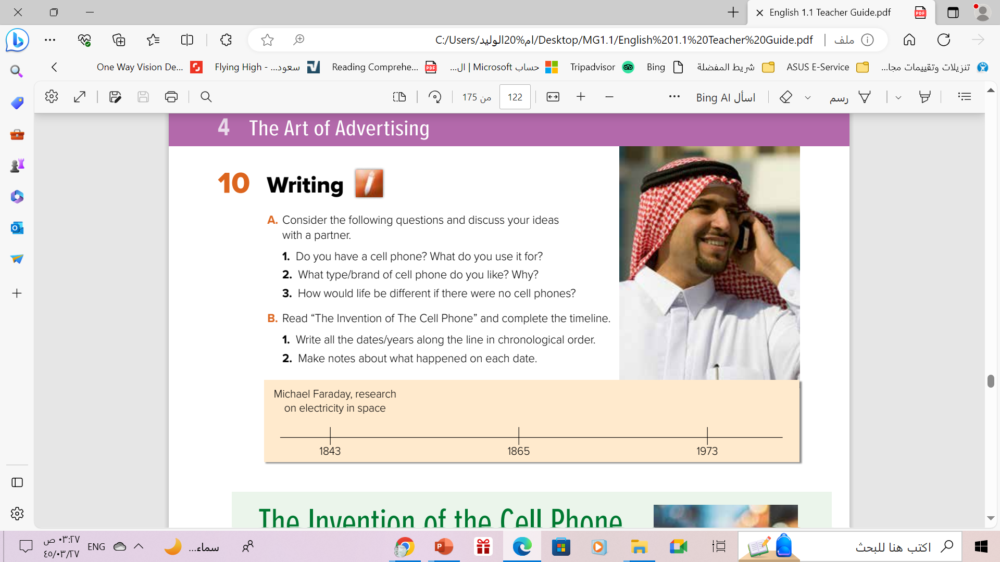 English 1.1 Teacher Guide.pdf
C:/Users/ام%20الوليد/Desktop/MG1.1/English%201.1%20Teacher%20Guide.pdf
ملف
One Way Vision De...
Flying High - سعود...
Reading Comprehe...
حساب Microsoft | ال...
Tripadvisor
Bing
شريط المفضلة
ASUS E-Service
تنزيلات وتقييمات مجا...
175 من
122
اسأل Bing AI
رسم
4 The Art of Advertising
10 Writing
A. Consider the following questions and discuss your ideas
with a partner.
1. Do you have a cell phone? What do you use it for?
2. What type/brand of cell phone do you like? Why?
3. How would life be different if there were no cell phones?
B. Read “The Invention of The Cell Phone” and complete the timeline.
1. Write all the dates/years along the line in chronological order.
2. Make notes about what happened on each date.
Michael Faraday, research
on electricity in space
1843 1865 1973
The Invention of the Cell Phone
٠٣:٢٧ ص
٤٥/٠٣/٢٧
ENG
سماء...
اكتب هنا للبحث